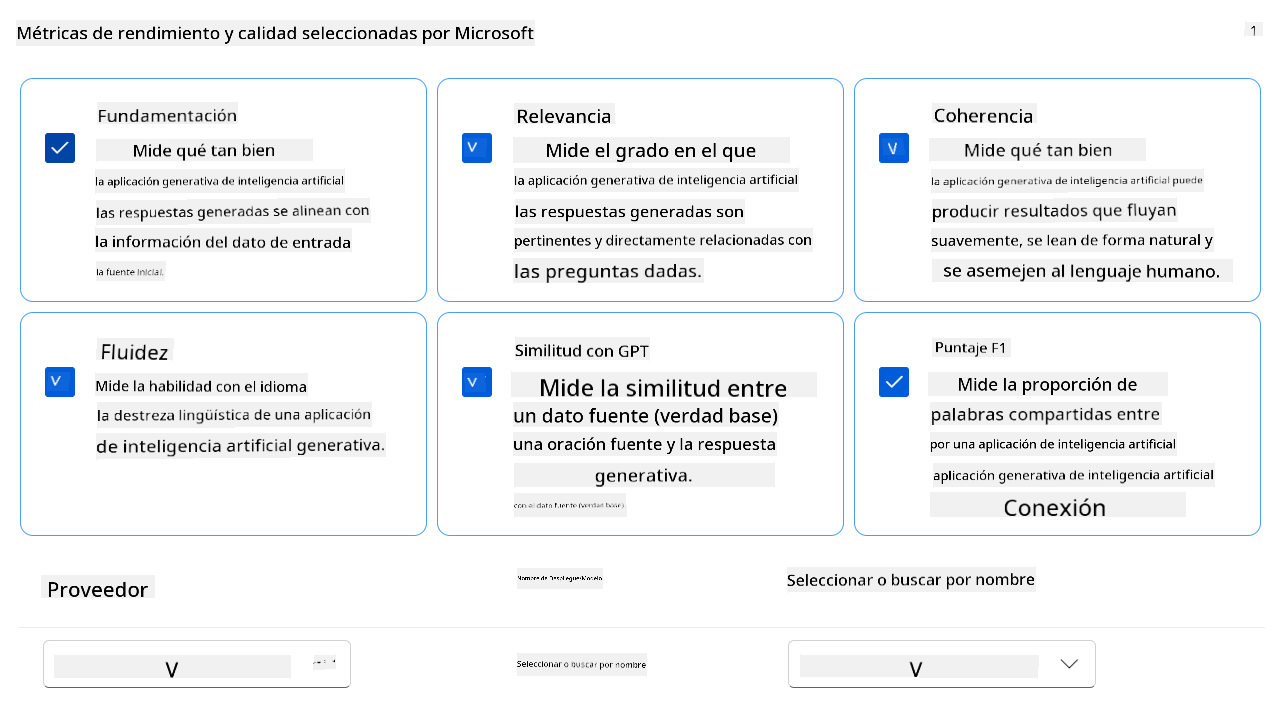 Métricas de rendimiento y calidad seleccionadas por Microsoft
1
Fundamentación
Mide qué tan bien
la aplicación generativa de inteligencia artificial
las respuestas generadas se alinean con
la información del dato de entrada
la fuente inicial.
Relevancia
V
Mide el grado en el que
la aplicación generativa de inteligencia artificial
las respuestas generadas son
pertinentes y directamente relacionadas con
las preguntas dadas.
Coherencia
V
Mide qué tan bien
la aplicación generativa de inteligencia artificial puede
producir resultados que fluyan
suavemente, se lean de forma natural y
se asemejen al lenguaje humano.
Fluidez
V
Mide la habilidad con el idioma
la destreza lingüística de una aplicación
de inteligencia artificial generativa.
Similitud con GPT
V
Mide la similitud entre
un dato fuente (verdad base)
una oración fuente y la respuesta
generativa.
con el dato fuente (verdad base).
Puntaje F1
Mide la proporción de
palabras compartidas entre
por una aplicación de inteligencia artificial
aplicación generativa de inteligencia artificial
Conexión
Proveedor
Nombre de Despliegue/Modelo
Seleccionar o buscar por nombre
V
Seleccionar o buscar por nombre
V